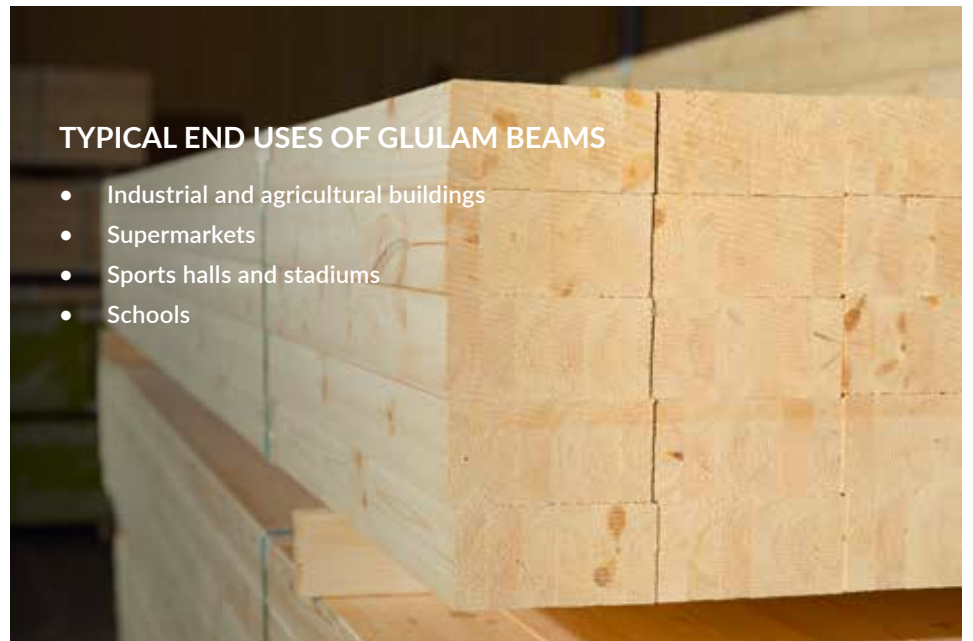 TYPICAL END USES OF GLULAM BEAMS
• Industrial and agricultural buildings
• Supermarkets
• Sports halls and stadiums
• Schools